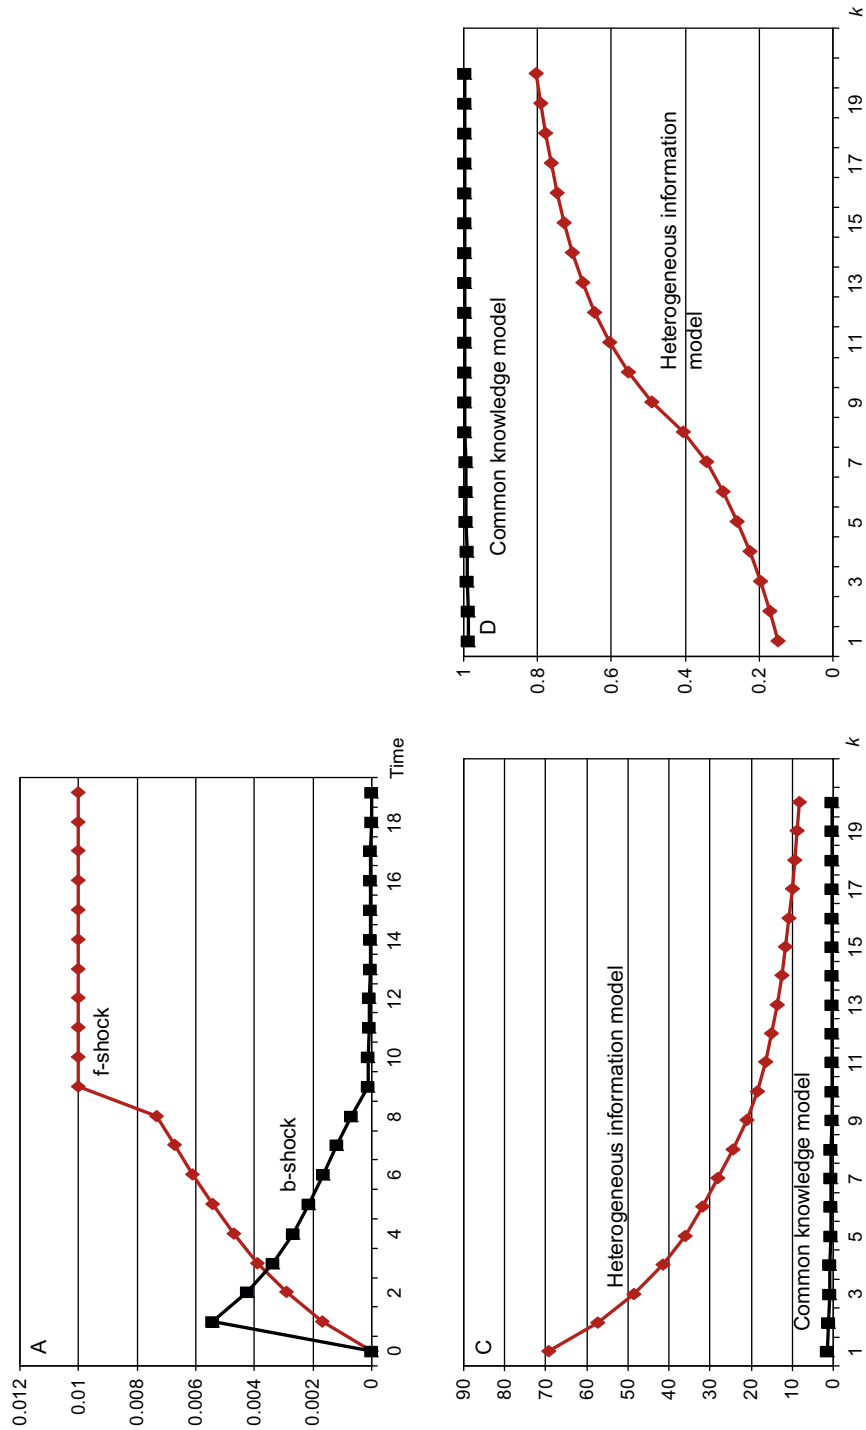 A
0.012
0.01
0.008
0.006
0.004
0.002
0
f-shock
b-shock
0 2 4 6 8 10 12 14 16 18
Time
C
90
80
70
60
50
40
30
20
10
0
Heterogeneous information model
Common knowledge model
1 3 5 7 9 11 13 15 17 19
k
D
1
0.8
0.6
0.4
0.2
0
Common knowledge model
Heterogeneous information
model
1 3 5 7 9 11 13 15 17 19
k